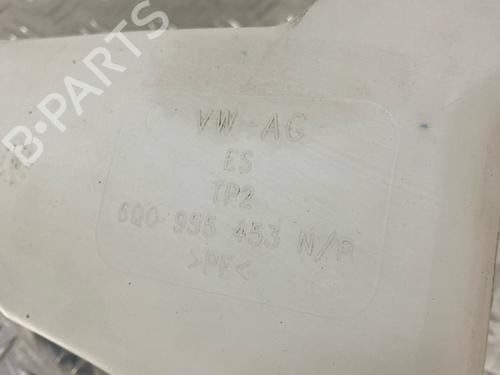 B-PARTS
VW-AG
ES
TP2
6Q0 955 453 N/P
>PE<